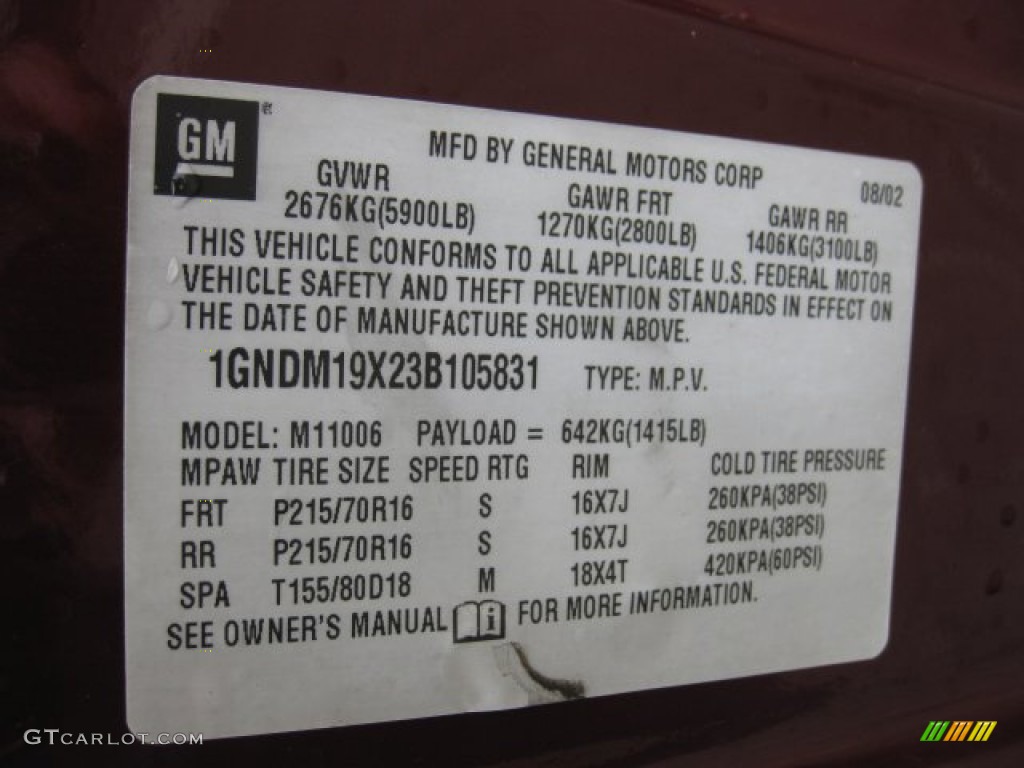 GM ®
MFD BY GENERAL MOTORS CORP
08/02
GVWR GAWR FRT GAWR RR
2676KG(5900LB) 1270KG(2800LB) 1406KG(3100LB)
THIS VEHICLE CONFORMS TO ALL APPLICABLE U.S. FEDERAL MOTOR
VEHICLE SAFETY AND THEFT PREVENTION STANDARDS IN EFFECT ON
THE DATE OF MANUFACTURE SHOWN ABOVE.
1GNDM19X23B105831 TYPE: M.P.V.
MODEL: M11006 PAYLOAD = 642KG(1415LB)
MPAW TIRE SIZE SPEED RTG RIM COLD TIRE PRESSURE
FRT P215/70R16 S 16X7J 260KPA(38PSI)
RR P215/70R16 S 16X7J 260KPA(38PSI)
SPA T155/80D18 M 18X4T 420KPA(60PSI)
SEE OWNER'S MANUAL i FOR MORE INFORMATION.
GTCARLOT.COM